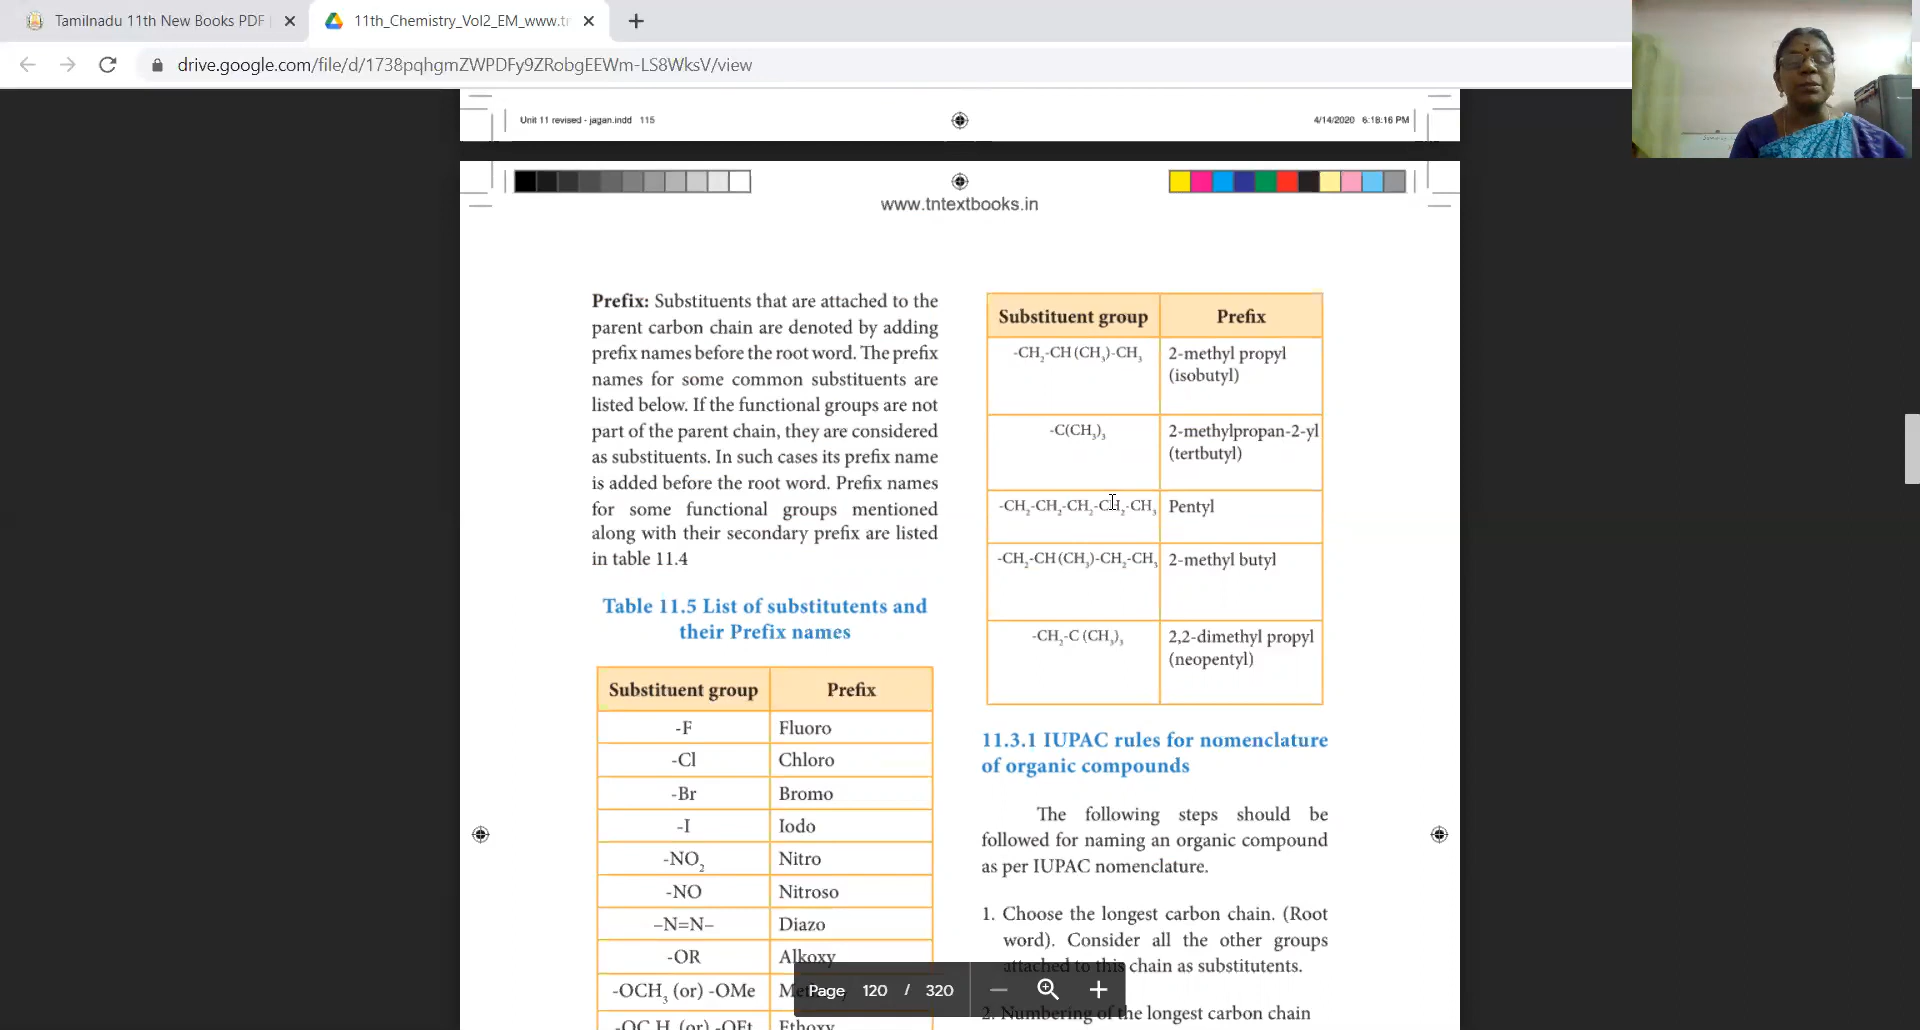 Tamilnadu 11th New Books PDF
11th_Chemistry_Vol2_EM_www.tn
drive.google.com/file/d/1738pqhgmZWPDFy9ZRobgEEWm-LS8WksV/view
Unit 11 revised - jagan.indd 115
4/14/2020 6:18:16 PM
www.tntextbooks.in
Prefix: Substituents that are attached to the
parent carbon chain are denoted by adding
prefix names before the root word. The prefix
names for some common substituents are
listed below. If the functional groups are not
part of the parent chain, they are considered
as substituents. In such cases its prefix name
is added before the root word. Prefix names
for some functional groups mentioned
along with their secondary prefix are listed
in table 11.4
Table 11.5 List of substitutents and
their Prefix names
Substituent group Prefix
-F Fluoro
-Cl Chloro
-Br Bromo
-I Iodo
-NO₂ Nitro
-NO Nitroso
–N=N– Diazo
-OR Alkoxy
-OCH₃ (or) -OMe
(or) -OEt Ethoxy
Substituent group Prefix
-CH₂-CH(CH₃)-CH₃ 2-methyl propyl
(isobutyl)
-C(CH₃)₃ 2-methylpropan-2-yl
(tertbutyl)
-CH₂-CH₂-CH₂-CH₂-CH₃ Pentyl
-CH₂-CH(CH₃)-CH₂-CH₃ 2-methyl butyl
-CH₂-C (CH₃)₃ 2,2-dimethyl propyl
(neopentyl)
11.3.1 IUPAC rules for nomenclature
of organic compounds
The following steps should be
followed for naming an organic compound
as per IUPAC nomenclature.
1. Choose the longest carbon chain. (Root
word). Consider all the other groups
attached to this chain as substitutents.
2. Numbering of the longest carbon chain
Page 120 / 320